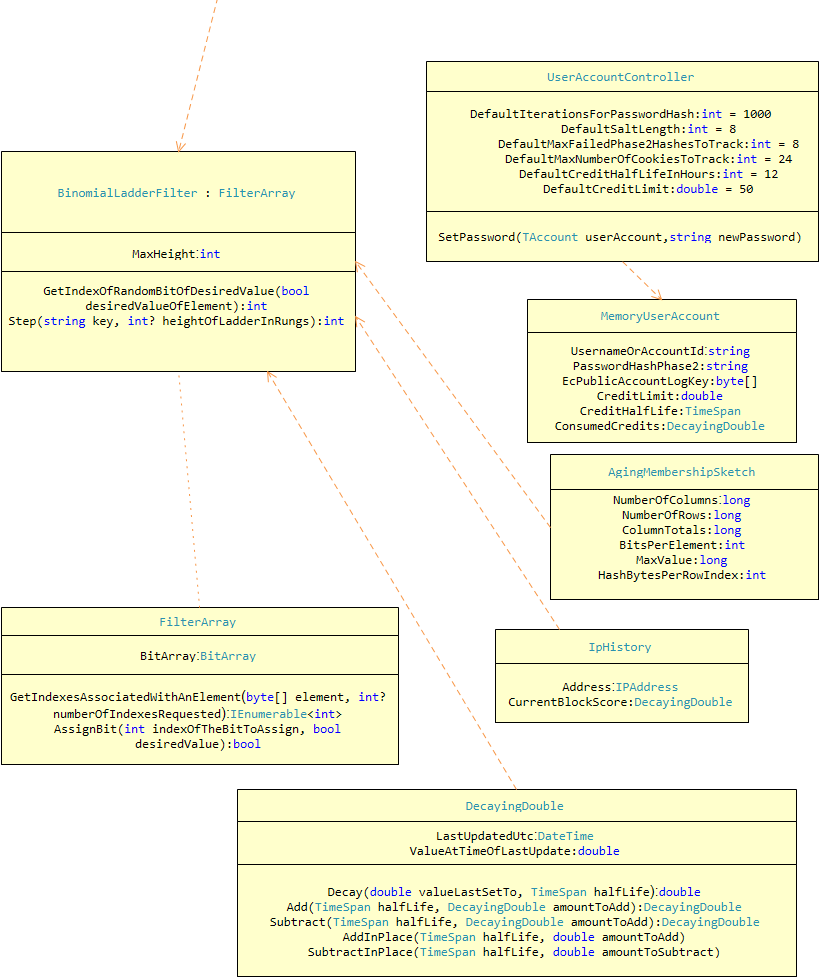 UserAccountController
DefaultIterationsForPasswordHash:int = 1000
DefaultSaltLength:int = 8
DefaultMaxFailedPhase2HashesToTrack:int = 8
DefaultMaxNumberOfCookiesToTrack:int = 24
DefaultCreditHalfLifeInHours:int = 12
DefaultCreditLimit:double = 50
SetPassword(TAccount userAccount,string newPassword)
BinomialLadderFilter : FilterArray
MaxHeight:int
GetIndexOfRandomBitOfDesiredValue(bool
desiredValueOfElement):int
Step(string key, int? heightOfLadderInRungs):int
MemoryUserAccount
UsernameOrAccountId:string
PasswordHashPhase2:string
EcPublicAccountLogKey:byte[]
CreditLimit:double
CreditHalfLife:TimeSpan
ConsumedCredits:DecayingDouble
AgingMembershipSketch
NumberOfColumns:long
NumberOfRows:long
ColumnTotals:long
BitsPerElement:int
MaxValue:long
HashBytesPerRowIndex:int
FilterArray
BitArray:BitArray
GetIndexesAssociatedWithAnElement(byte[] element, int?
numberOfIndexesRequested):IEnumerable<int>
AssignBit(int indexOfTheBitToAssign, bool
desiredValue):bool
IpHistory
Address:IPAddress
CurrentBlockScore:DecayingDouble
DecayingDouble
LastUpdatedUtc:DateTime
ValueAtTimeOfLastUpdate:double
Decay(double valueLastSetTo, TimeSpan halfLife):double
Add(TimeSpan halfLife, DecayingDouble amountToAdd):DecayingDouble
Subtract(TimeSpan halfLife, DecayingDouble amountToAdd):DecayingDouble
AddInPlace(TimeSpan halfLife, double amountToAdd)
SubtractInPlace(TimeSpan halfLife, double amountToSubtract)